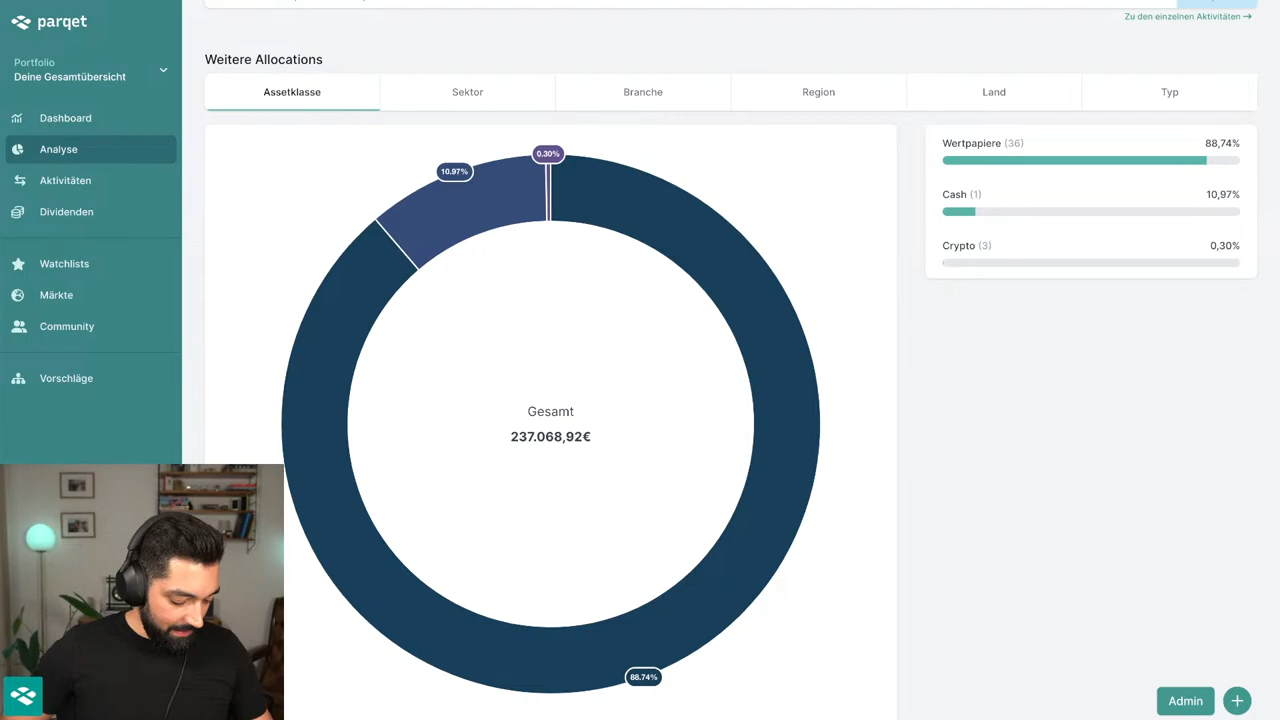 parqet
Portfolio
Deine Gesamtübersicht
Dashboard
Analyse
Aktivitäten
Dividenden
Watchlists
Märkte
Community
Vorschläge
Zu den einzelnen Aktivitäten →
Weitere Allocations
Assetklasse
Sektor
Branche
Region
Land
Typ
0.30%
10.97%
Gesamt
237.068,92€
88.74%
Wertpapiere (36) 88,74%
Cash (1) 10,97%
Crypto (3) 0,30%
Admin
+